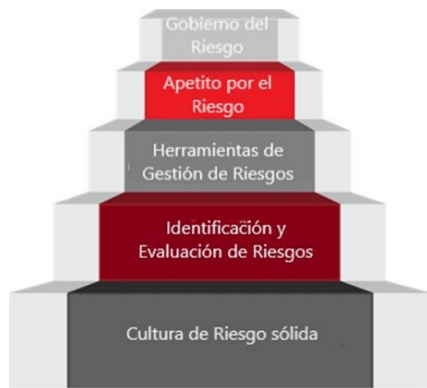 Gobierno del
Riesgo
Apetito por el
Riesgo
Herramientas de
Gestión de Riesgos
Identificación y
Evaluación de Riesgos
Cultura de Riesgo sólida